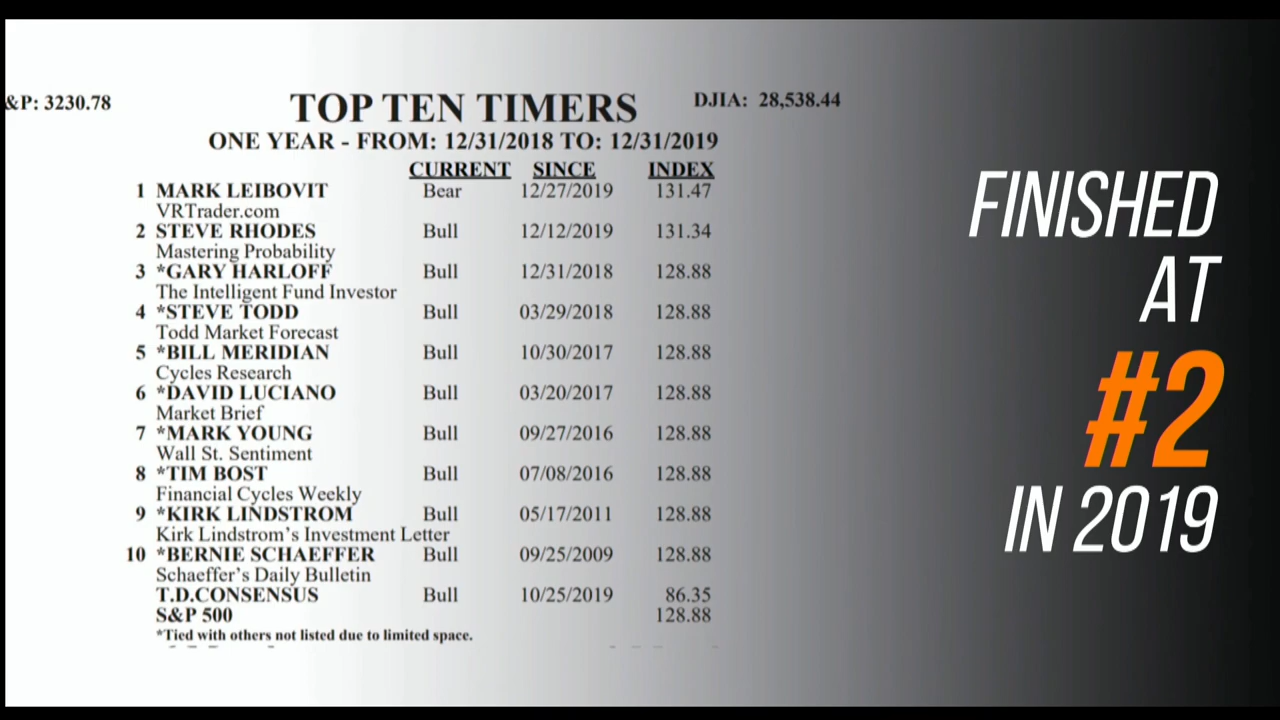 &P: 3230.78
TOP TEN TIMERS
DJIA: 28,538.44
ONE YEAR - FROM: 12/31/2018 TO: 12/31/2019
CURRENT SINCE INDEX
1 MARK LEIBOVIT Bear 12/27/2019 131.47
VRTrader.com
2 STEVE RHODES Bull 12/12/2019 131.34
Mastering Probability
3 *GARY HARLOFF Bull 12/31/2018 128.88
The Intelligent Fund Investor
4 *STEVE TODD Bull 03/29/2018 128.88
Todd Market Forecast
5 *BILL MERIDIAN Bull 10/30/2017 128.88
Cycles Research
6 *DAVID LUCIANO Bull 03/20/2017 128.88
Market Brief
7 *MARK YOUNG Bull 09/27/2016 128.88
Wall St. Sentiment
8 *TIM BOST Bull 07/08/2016 128.88
Financial Cycles Weekly
9 *KIRK LINDSTROM Bull 05/17/2011 128.88
Kirk Lindstrom's Investment Letter
10 *BERNIE SCHAEFFER Bull 09/25/2009 128.88
Schaeffer's Daily Bulletin
T.D.CONSENSUS Bull 10/25/2019 86.35
S&P 500 128.88
*Tied with others not listed due to limited space.
FINISHED
AT
#2
IN 2019